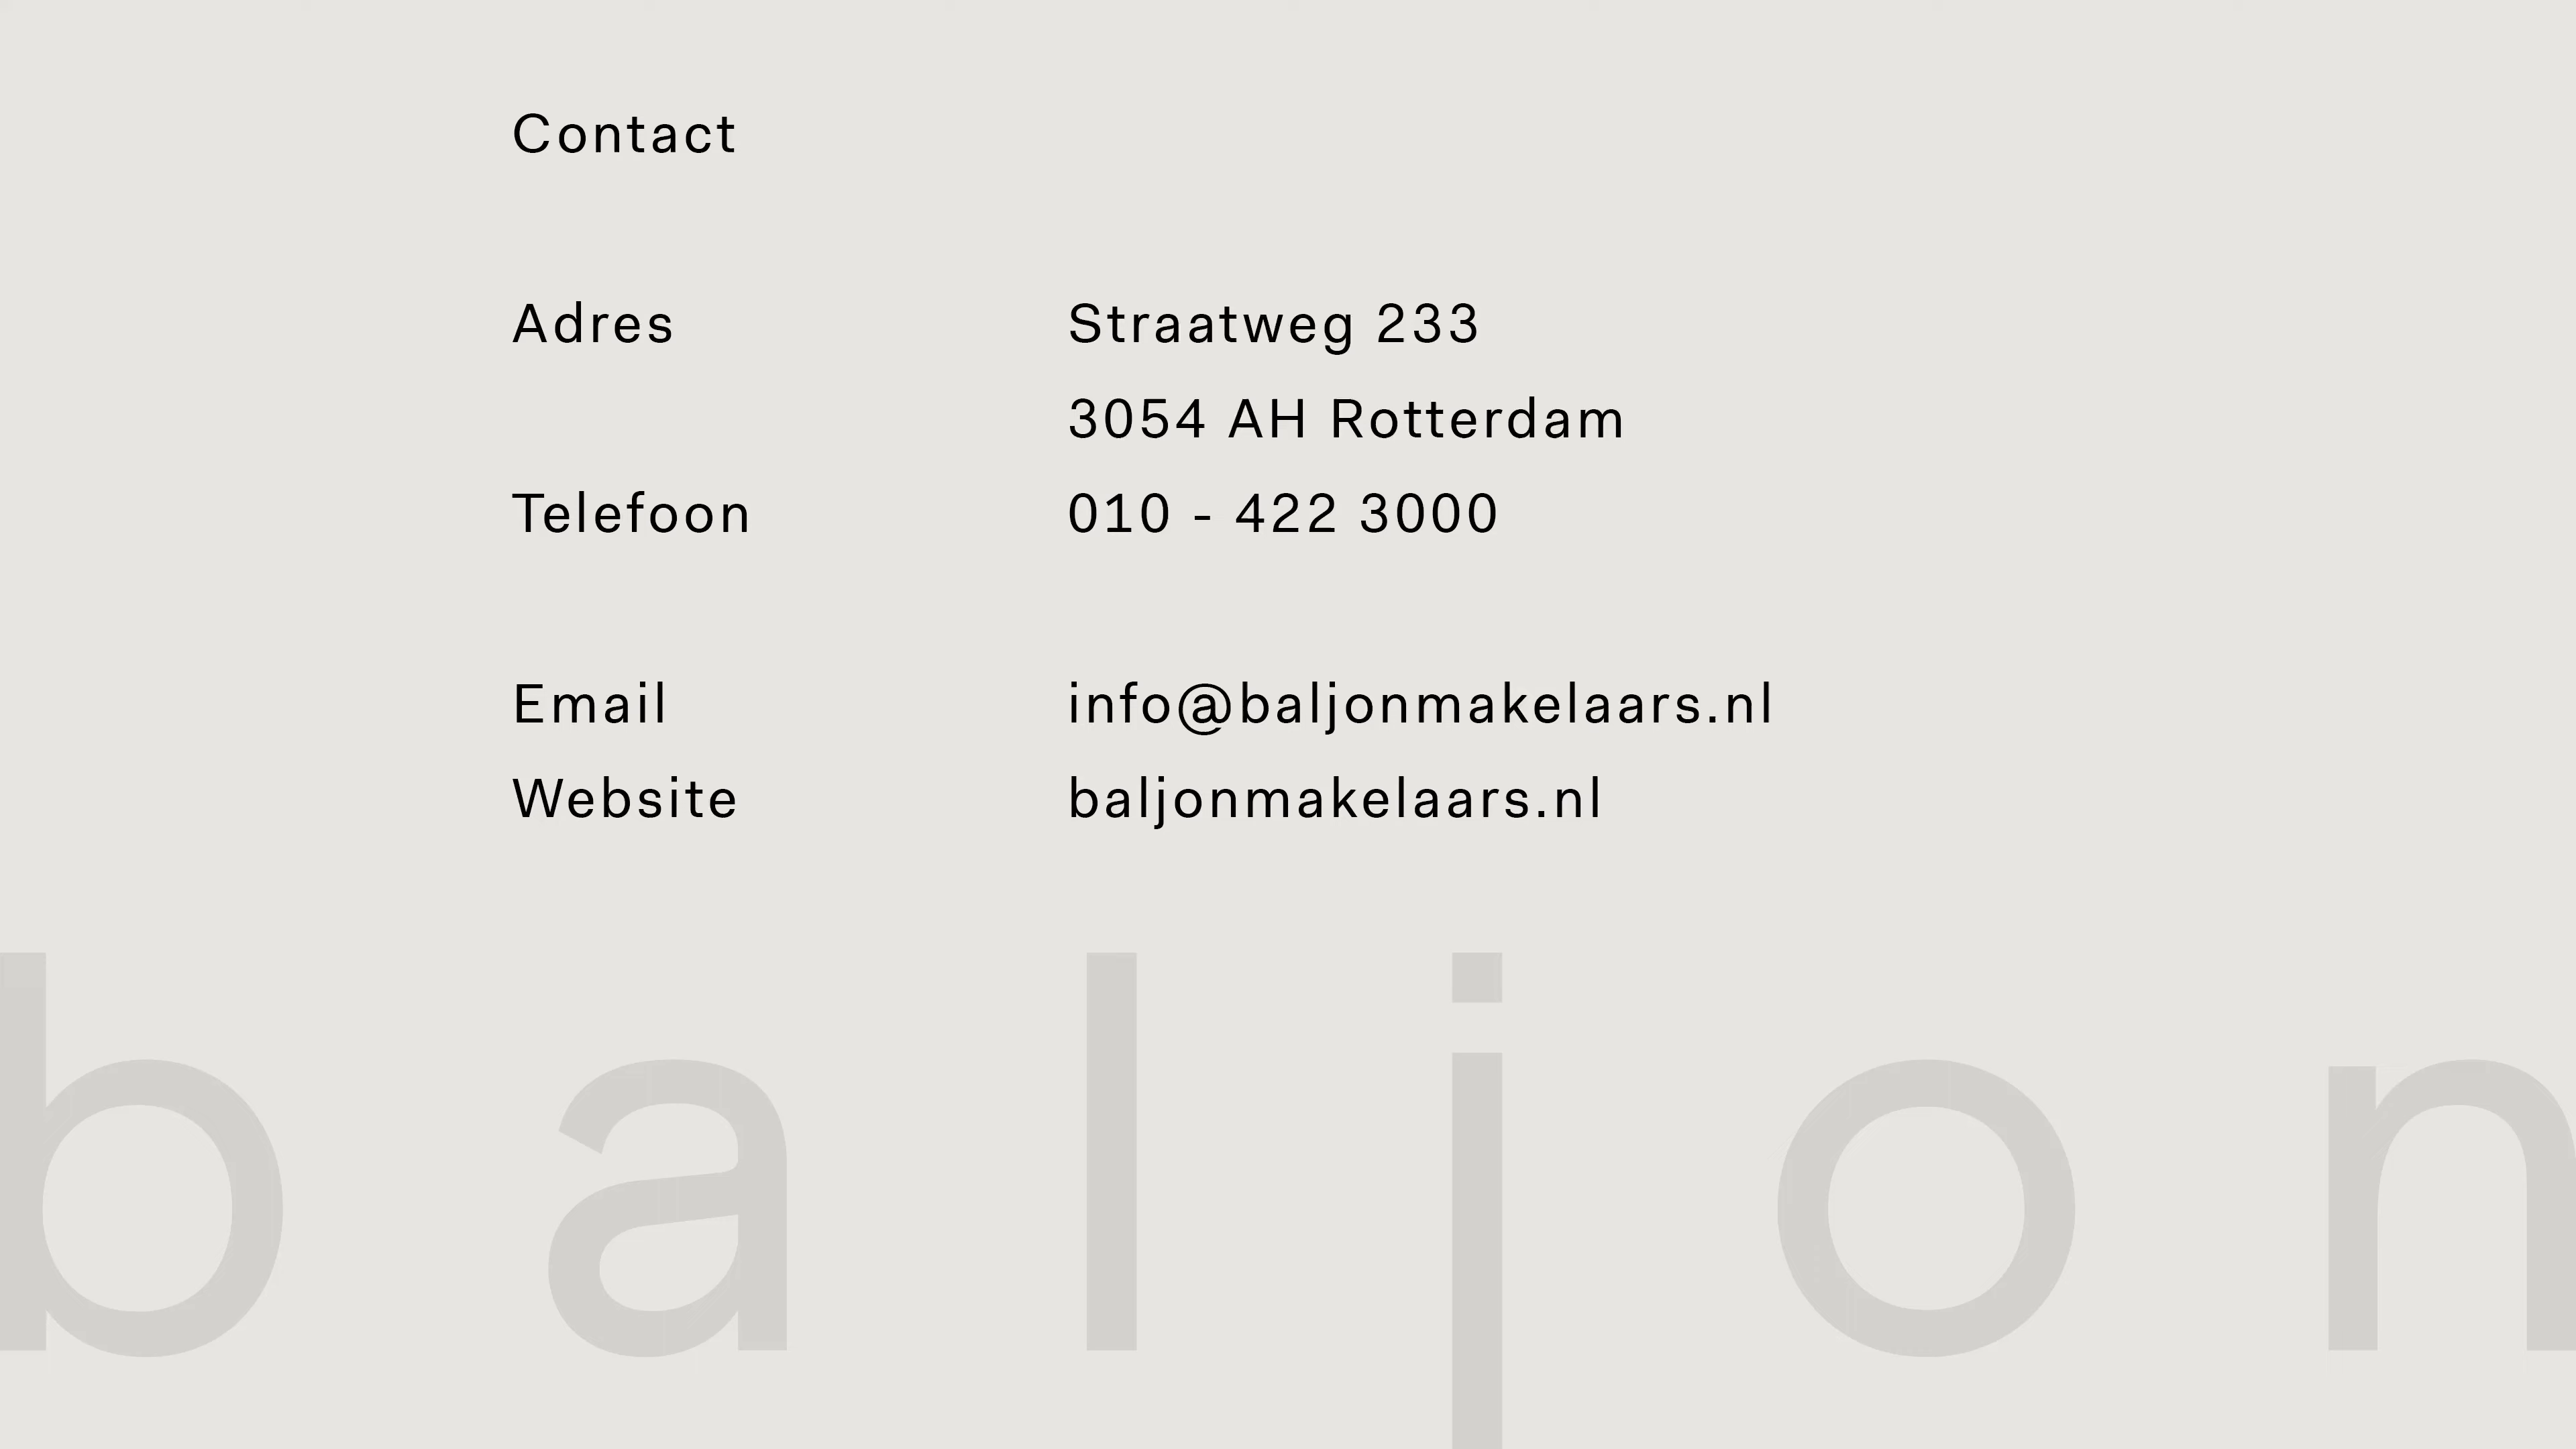 Contact
Adres Straatweg 233
3054 AH Rotterdam
Telefoon 010 - 422 3000
Email info@baljonmakelaars.nl
Website baljonmakelaars.nl
baljon